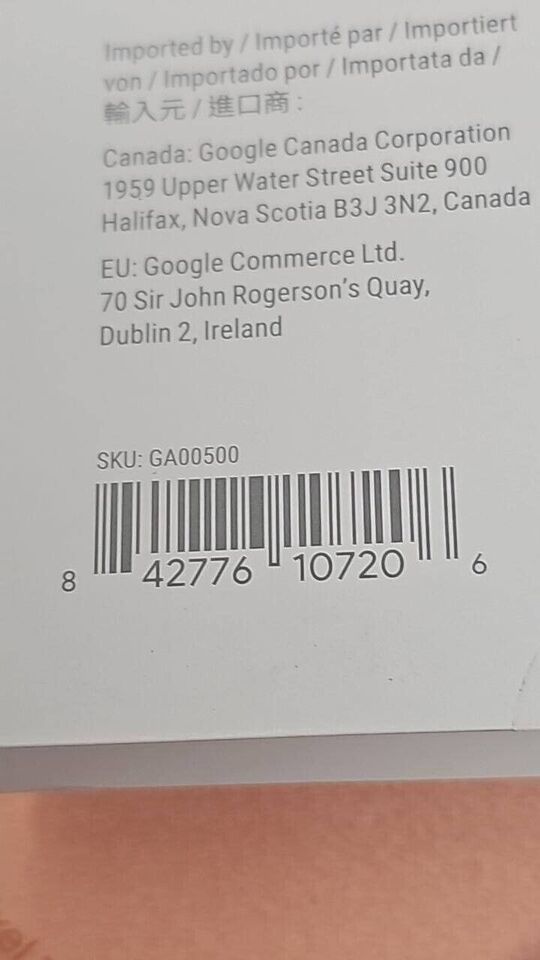 Imported by / Importé par / Importiert
von / Importado por / Importata da /
輸入元 / 進口商 :
Canada: Google Canada Corporation
1959 Upper Water Street Suite 900
Halifax, Nova Scotia B3J 3N2, Canada
EU: Google Commerce Ltd.
70 Sir John Rogerson's Quay,
Dublin 2, Ireland
SKU: GA00500
8 42776 10720 6